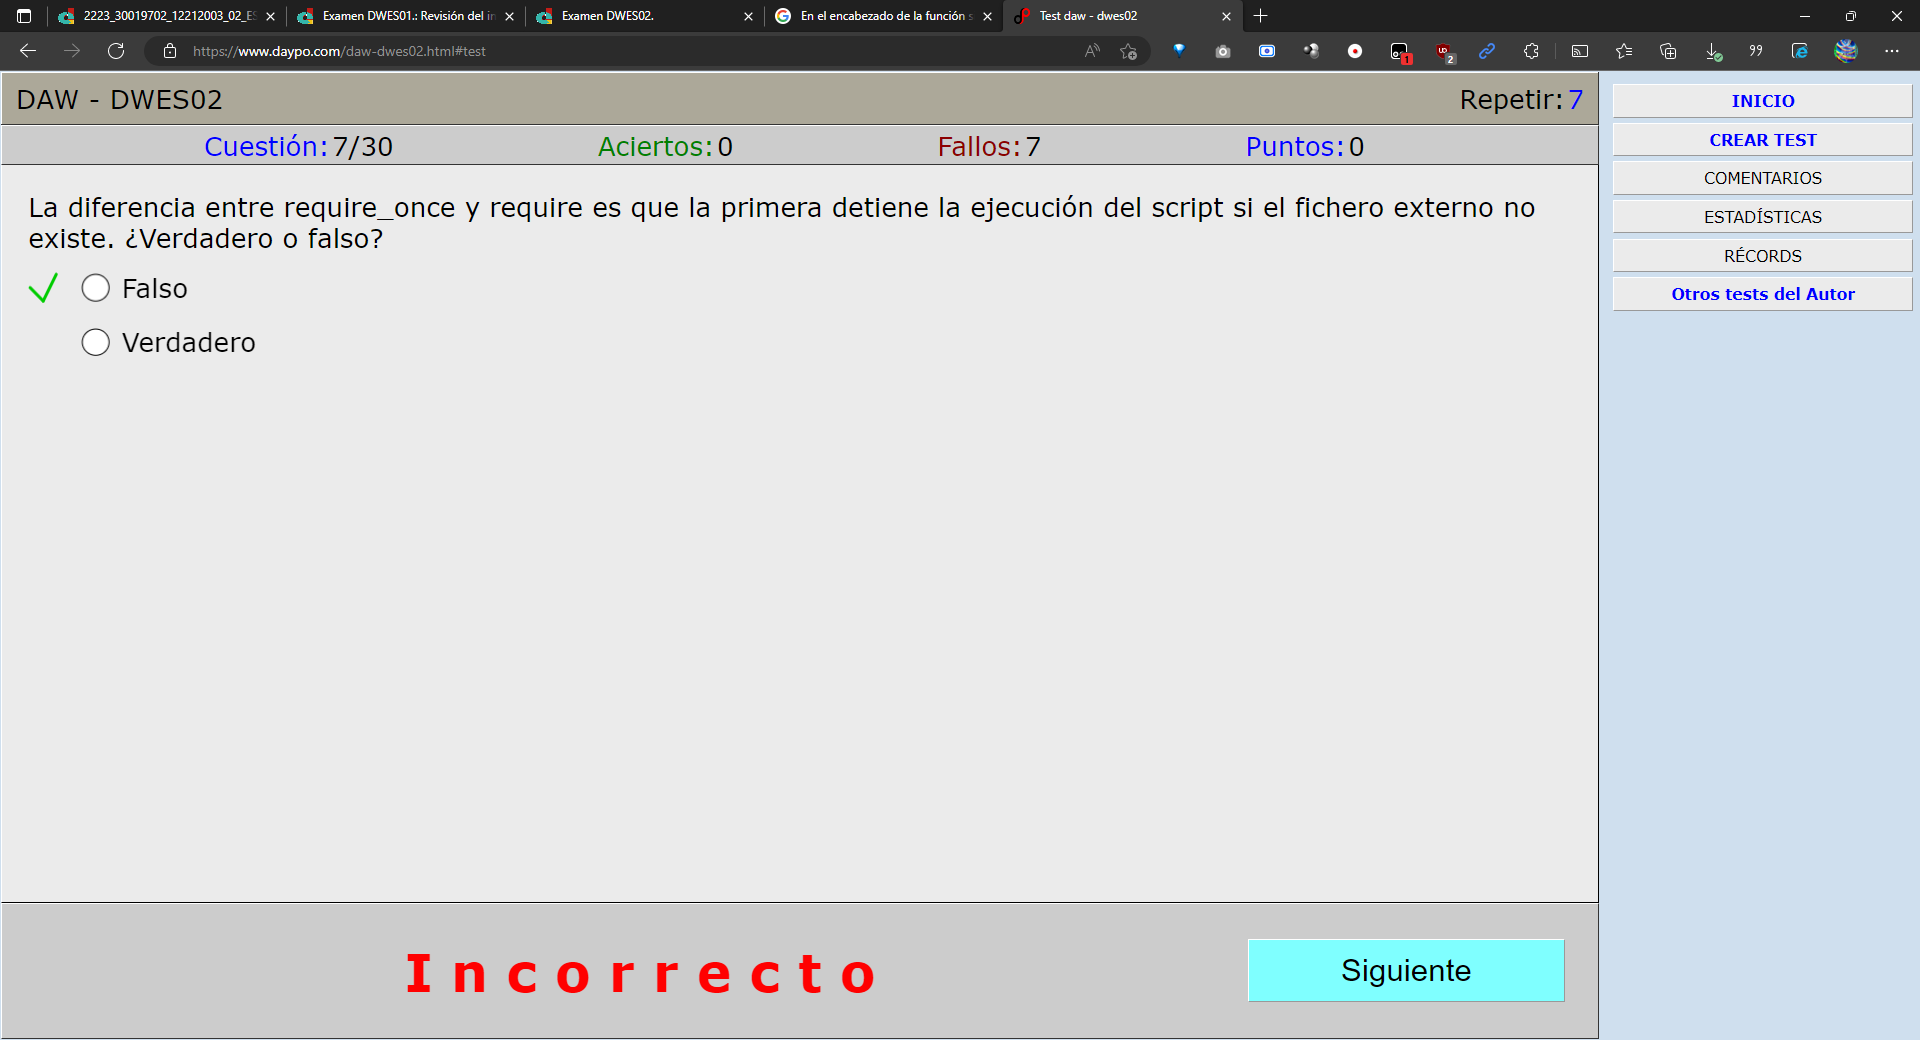 2223_30019702_12212003_02_ES
Examen DWES01.: Revisión del in
Examen DWES02.
En el encabezado de la función s
Test daw - dwes02
https://www.daypo.com/daw-dwes02.html#test
1
2
DAW - DWES02
Repetir: 7
Cuestión: 7/30
Aciertos: 0
Fallos: 7
Puntos: 0
La diferencia entre require_once y require es que la primera detiene la ejecución del script si el fichero externo no
existe. ¿Verdadero o falso?
Falso
Verdadero
Incorrecto
Siguiente
INICIO
CREAR TEST
COMENTARIOS
ESTADÍSTICAS
RÉCORDS
Otros tests del Autor